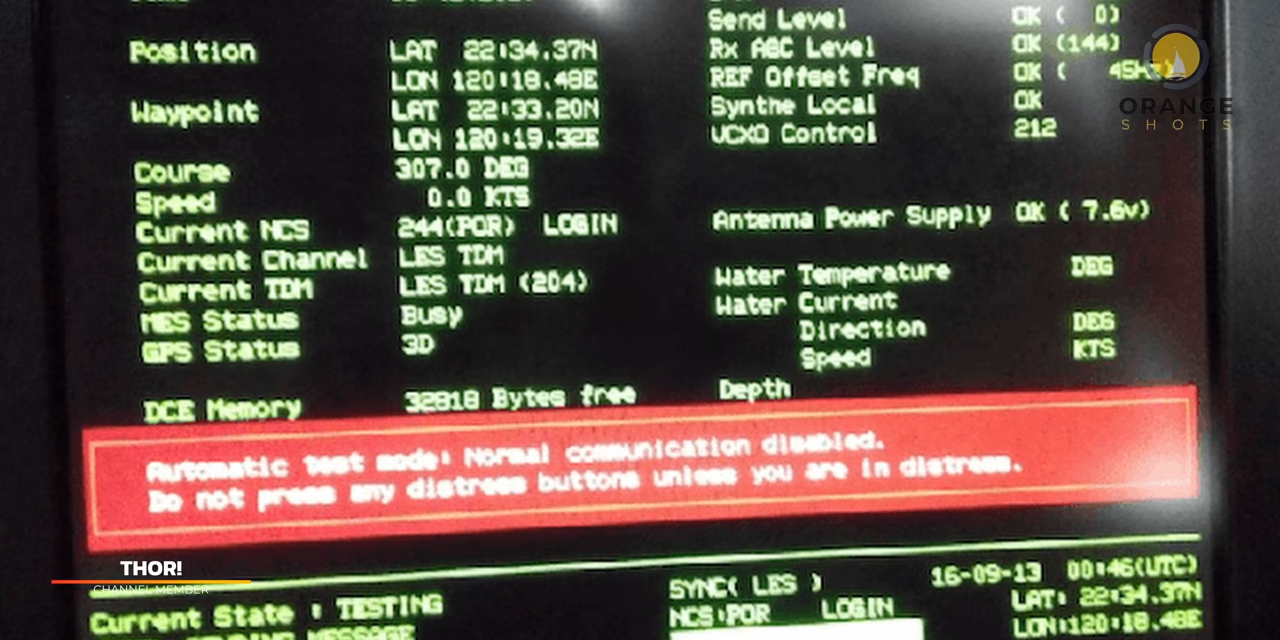 Send Level OK ( 0)
Position LAT 22:34.37N Rx AGC Level OK (144)
LON 120:18.48E REF Offset Freq OK ( 45Hz)
Waypoint LAT 22:33.20N Synthe Local OK
LON 120:19.32E VCXO Control 212
Course 307.0 DEG
Speed 0.0 KTS
Current NCS 244(POR) LOGIN Antenna Power Supply OK ( 7.6v)
Current Channel LES TDM
Current TDM LES TDM (204) Water Temperature DEG
MES Status Busy Water Current
GPS Status 3D Direction DEG
Speed KTS
DCE Memory 32818 Bytes free Depth
Automatic test mode: Normal communication disabled.
Do not press any distress buttons unless you are in distress.
SYNC( LES ) 16-09-13 00:46(UTC)
Current State : TESTING NCS:POR LOGIN LAT: 22:34.37N
MESSAGE LON:120:18.48E
ORANGE
SHOTS
THOR!
CHANNEL MEMBER